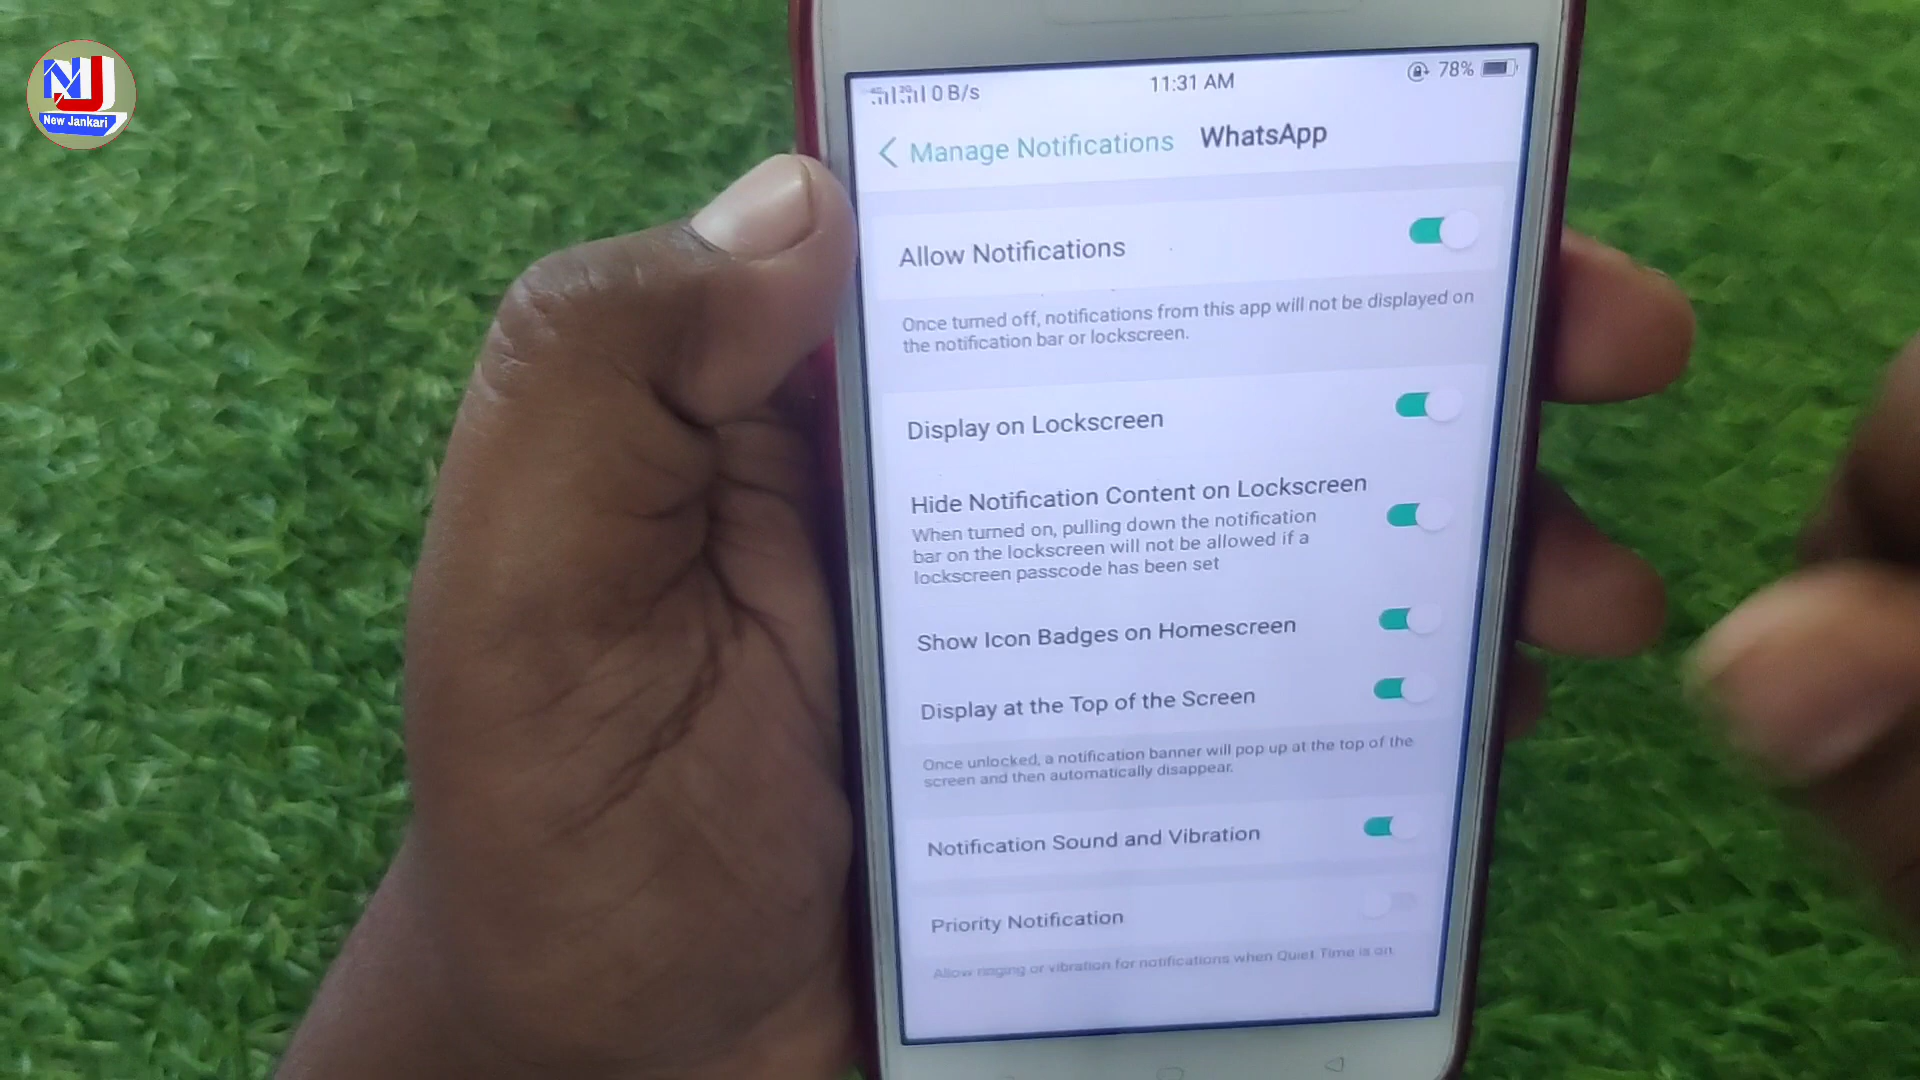 NJ
New Jankari
0 B/s 11:31 AM 78%
Manage Notifications WhatsApp
Allow Notifications
Once turned off, notifications from this app will not be displayed on
the notification bar or lockscreen.
Display on Lockscreen
Hide Notification Content on Lockscreen
When turned on, pulling down the notification
bar on the lockscreen will not be allowed if a
lockscreen passcode has been set
Show Icon Badges on Homescreen
Display at the Top of the Screen
Once unlocked, a notification banner will pop up at the top of the
screen and then automatically disappear.
Notification Sound and Vibration
Priority Notification
Allow ringing or vibration for notifications when Quiet Time is on.